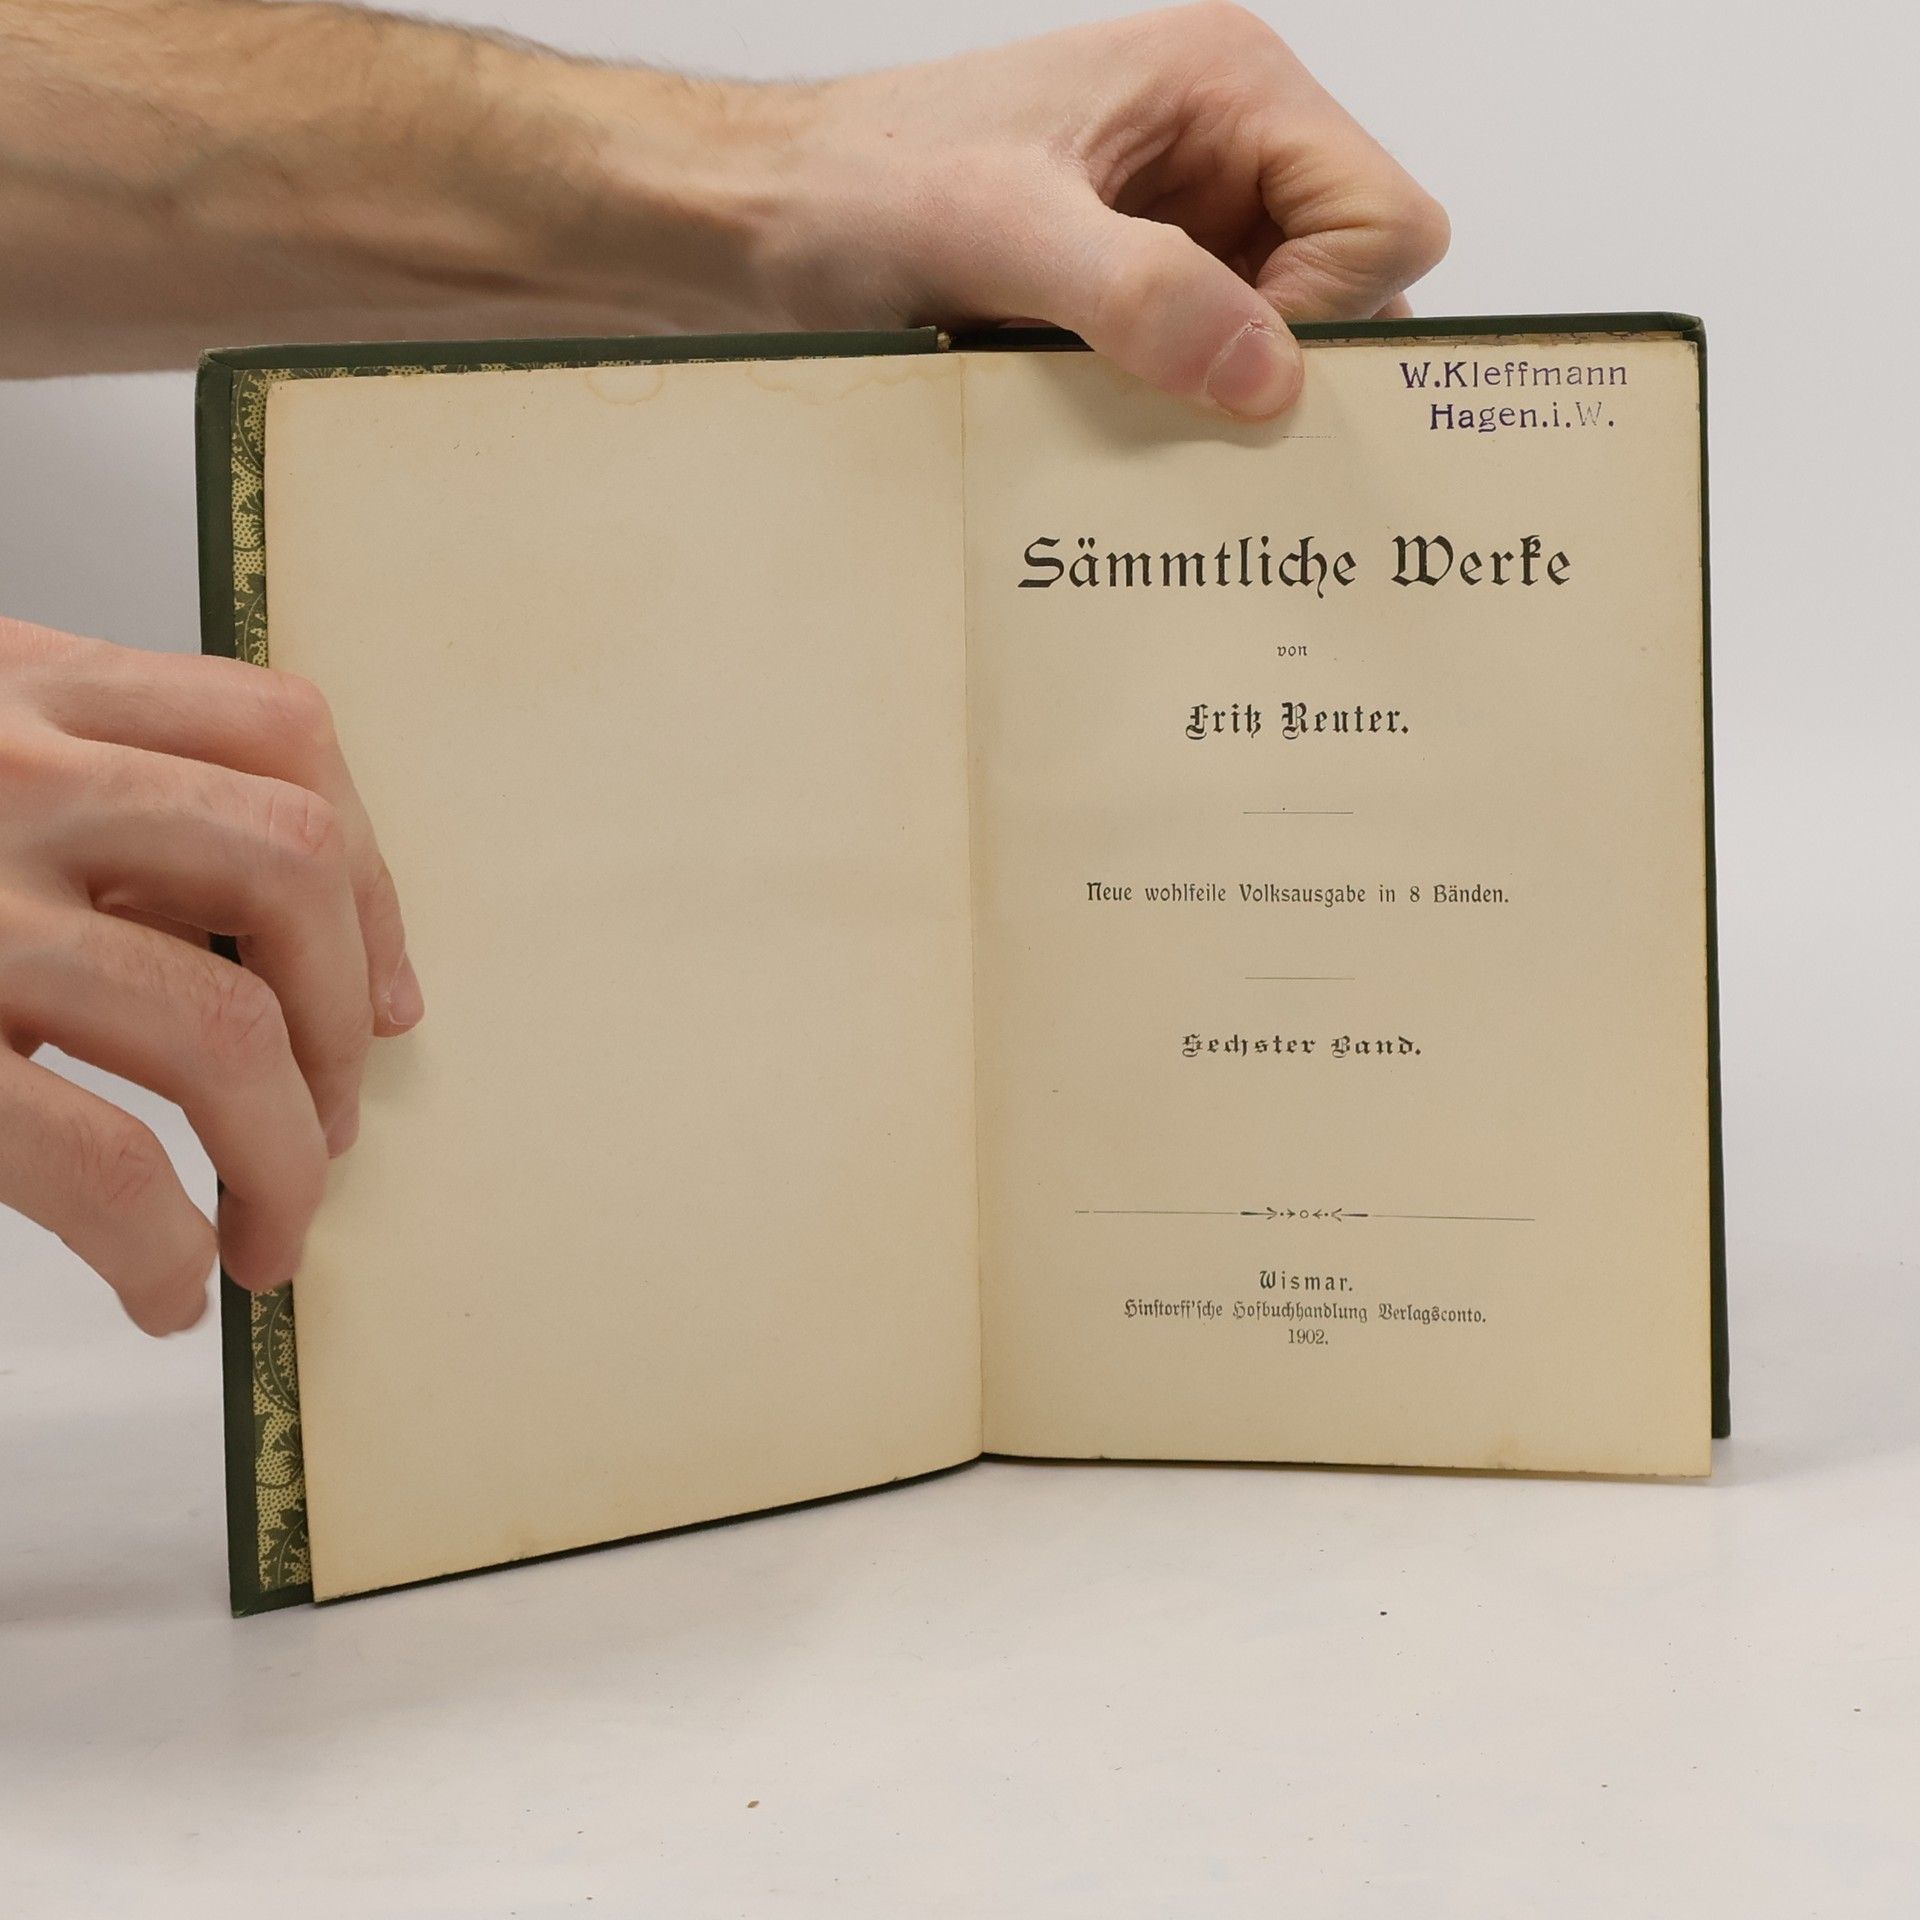 W.Kleffmann
Hagen.i.W.
Sämmtliche Werke
von
Fritz Reuter.
Neue wohlfeile Volksausgabe in 8 Bänden.
Sechster Band.
Wismar.
Hinstorff'sche Hofbuchhandlung Verlagsconto.
1902.